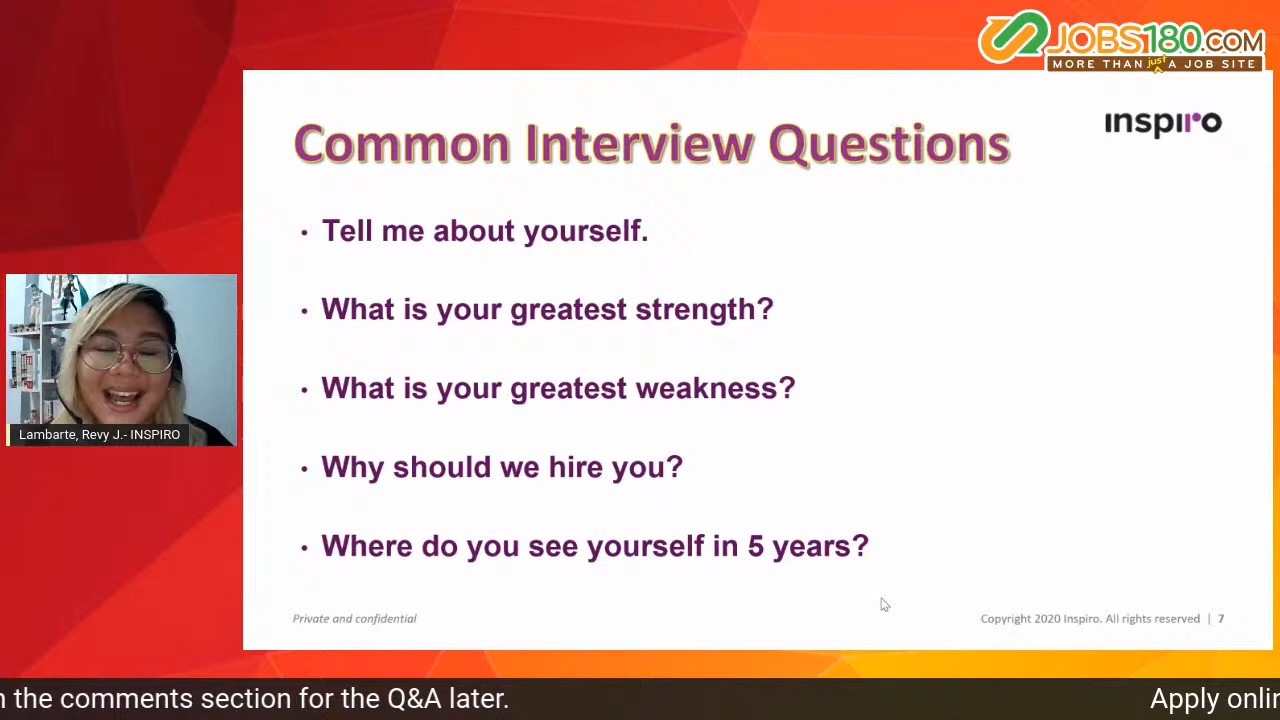 JOBS180.COM
MORE THAN just A JOB SITE
inspiro
Common Interview Questions
• Tell me about yourself.
• What is your greatest strength?
• What is your greatest weakness?
• Why should we hire you?
• Where do you see yourself in 5 years?
Lambarte, Revy J.- INSPIRO
Private and confidential
Copyright 2020 Inspiro. All rights reserved | 7
the comments section for the Q&A later.
Apply